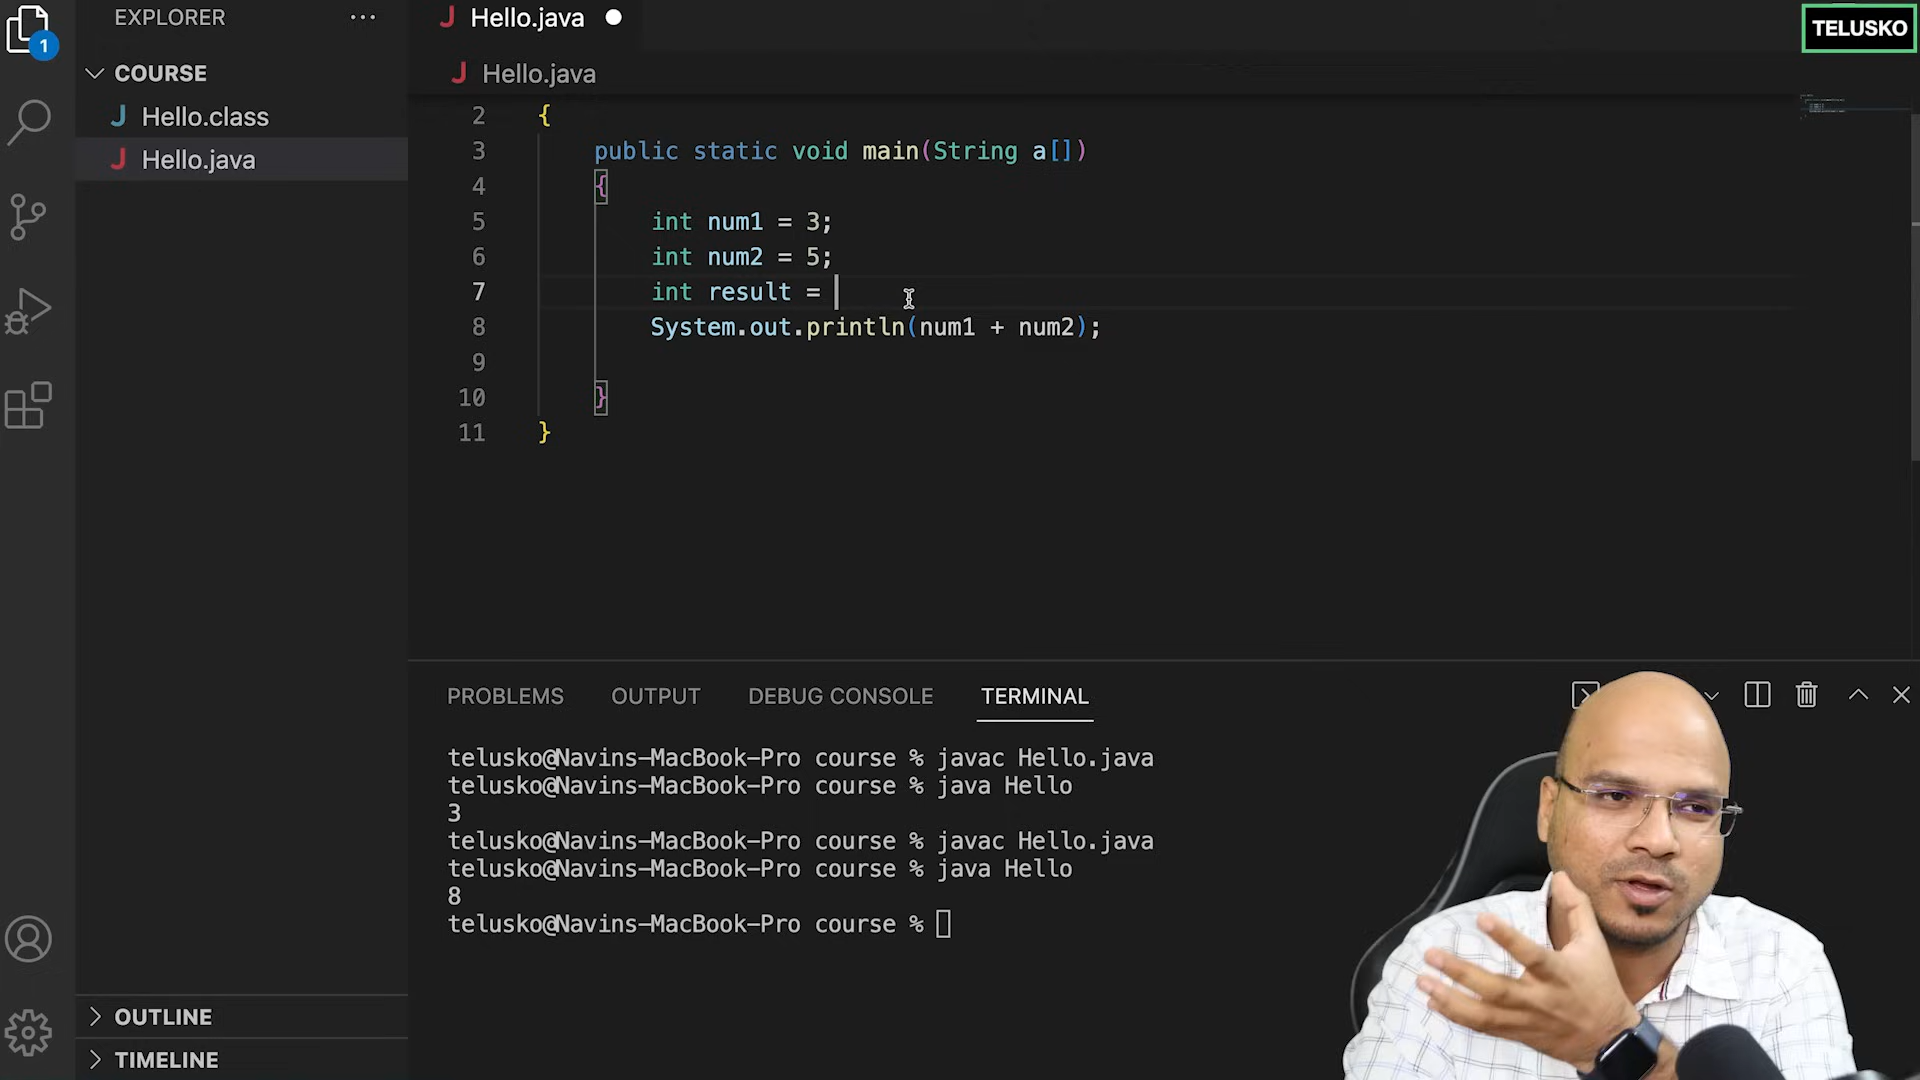 EXPLORER
1
COURSE
J Hello.class
J Hello.java
OUTLINE
TIMELINE
J Hello.java
TELUSKO
J Hello.java
2 {
3 public static void main(String a[])
4 {
5 int num1 = 3;
6 int num2 = 5;
7 int result =
8 System.out.println(num1 + num2);
9
10 }
11 }
PROBLEMS OUTPUT DEBUG CONSOLE TERMINAL
telusko@Navins-MacBook-Pro course % javac Hello.java
telusko@Navins-MacBook-Pro course % java Hello
3
telusko@Navins-MacBook-Pro course % javac Hello.java
telusko@Navins-MacBook-Pro course % java Hello
8
telusko@Navins-MacBook-Pro course %